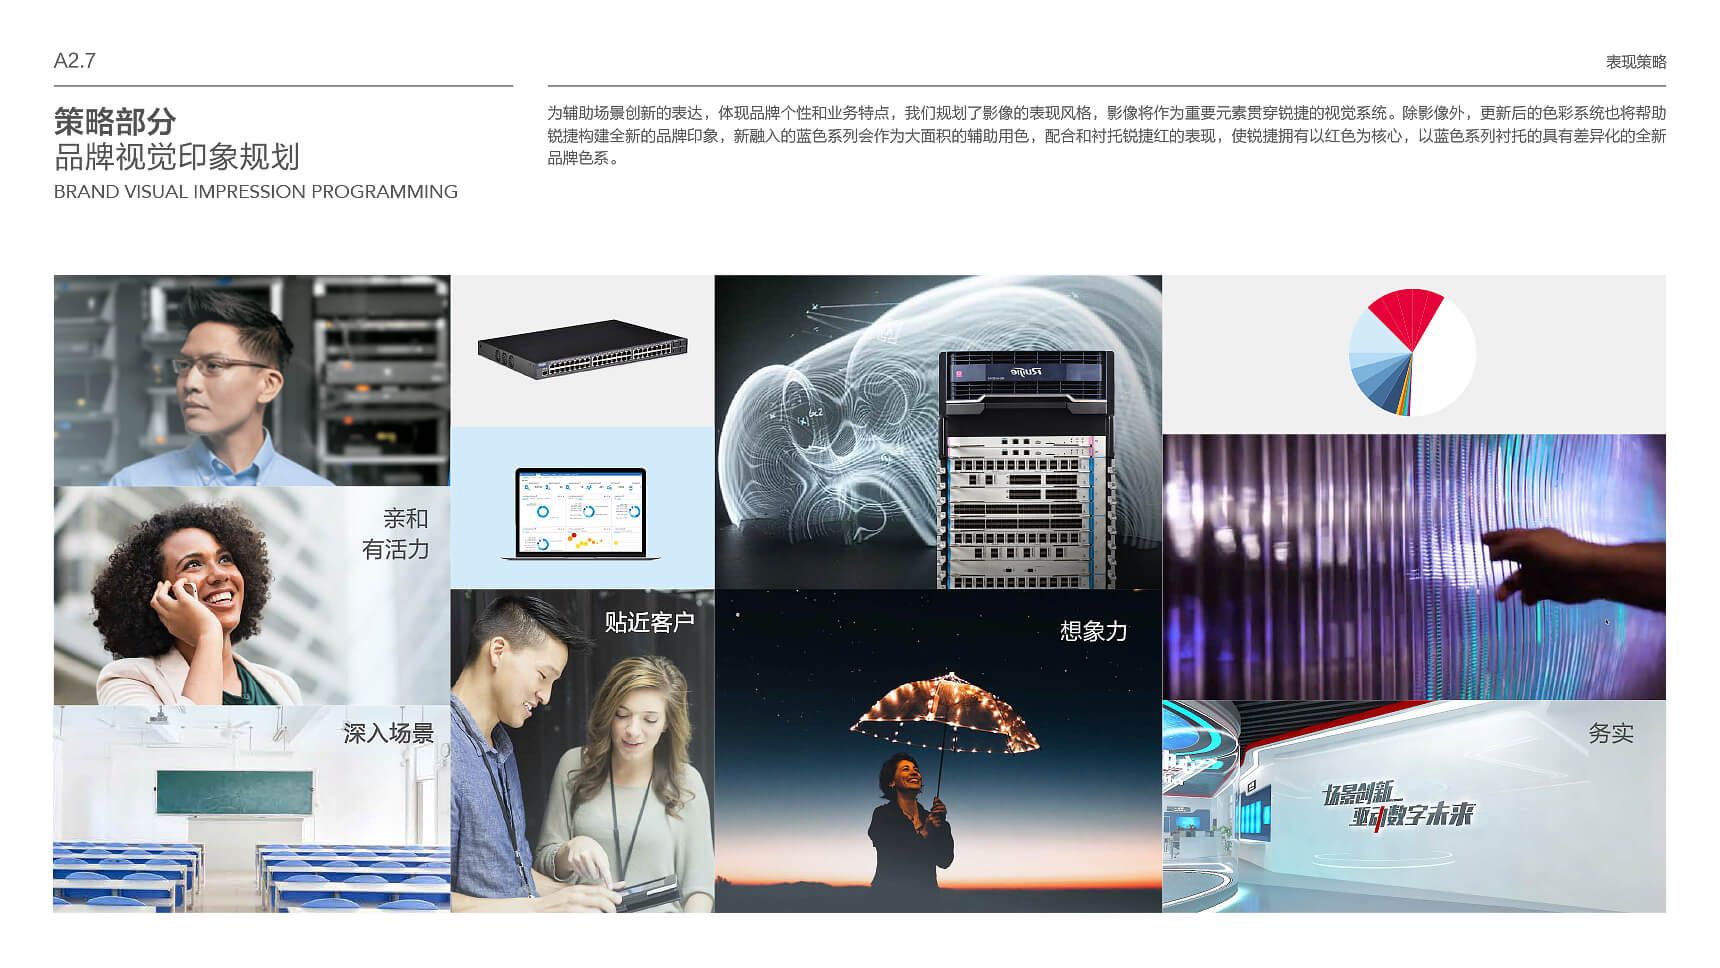 A2.7
表现策略
策略部分
品牌视觉印象规划
BRAND VISUAL IMPRESSION PROGRAMMING
为辅助场景创新的表达，体现品牌个性和业务特点，我们规划了影像的表现风格，影像将作为重要元素贯穿锐捷的视觉系统。除影像外，更新后的色彩系统也将帮助
锐捷构建全新的品牌印象，新融入的蓝色系列会作为大面积的辅助用色，配合和衬托锐捷红的表现，使锐捷拥有以红色为核心，以蓝色系列衬托的具有差异化的全新
品牌色系。
亲和
有活力
深入场景
贴近客户
Ruijie
想象力
务实
场景创新_
驱动数字未来